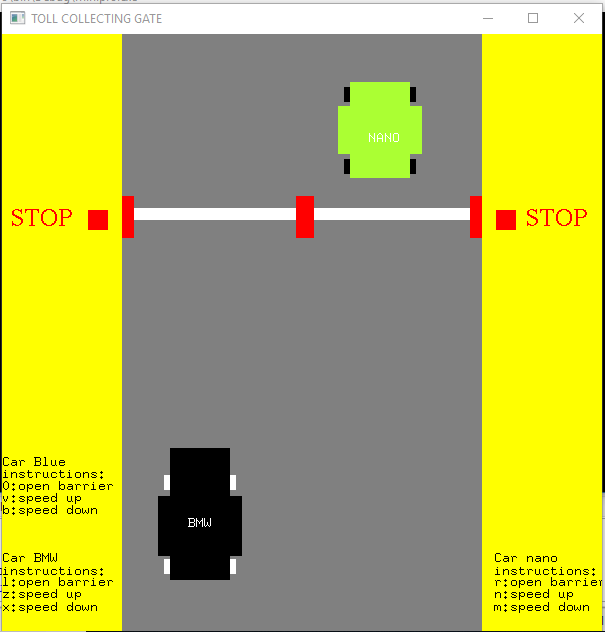 TOLL COLLECTING GATE
NANO
STOP
STOP
Car Blue
instructions:
0:open barrier
v:speed up
b:speed down
BMW
Car BMW
instructions:
l:open barrier
z:speed up
x:speed down
Car nano
instructions:
r:open barrier
n:speed up
m:speed down